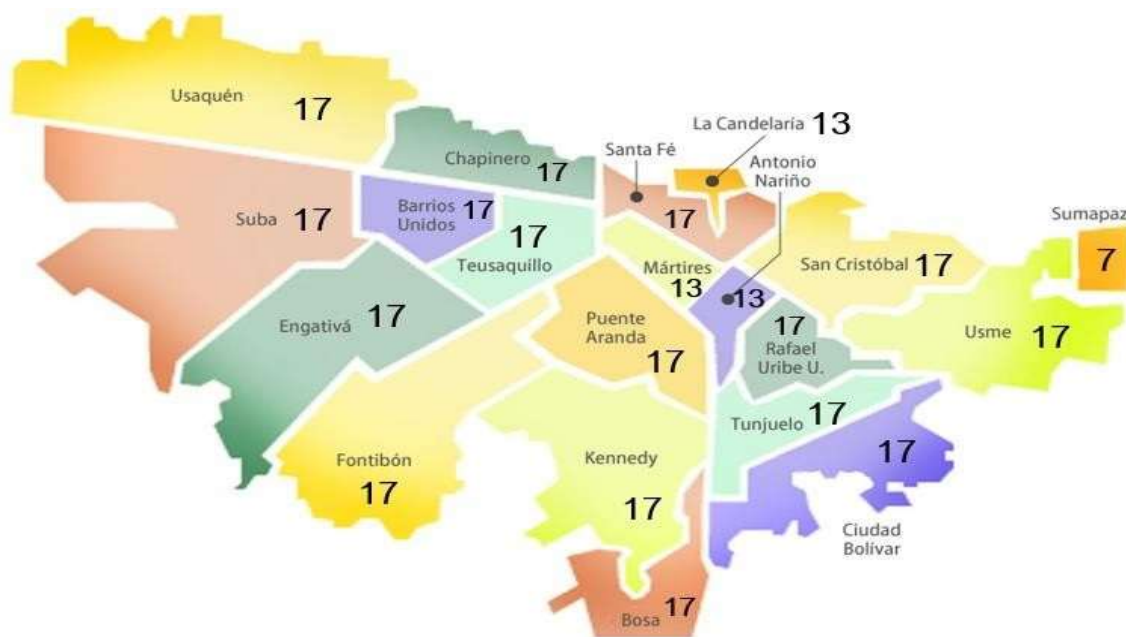 Usaquén 17
La Candelaría 13
Santa Fé
17
Antonio
Nariño
13
Chapinero 17
Suba 17
Barrios
Unidos
17
17
Teusaquillo
Sumapaz
7
San Cristóbal 17
Mártires
13
Engativá 17
Puente
Aranda
17
17
Rafael
Uribe U.
Usme 17
Tunjuelo 17
17
Ciudad
Bolívar
Fontibón
17
Kennedy
17
Bosa 17